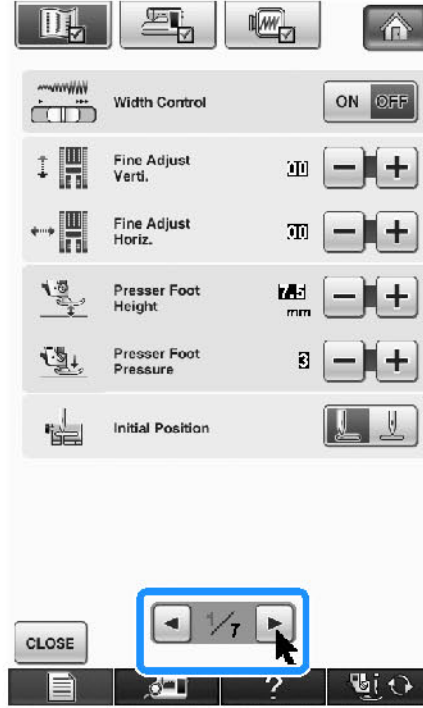 Width Control
ON OFF
Fine Adjust
Verti.
00
- +
Fine Adjust
Horiz.
00
- +
Presser Foot
Height
7.5
mm
- +
Presser Foot
Pressure
3
- +
Initial Position
1/7
CLOSE
?